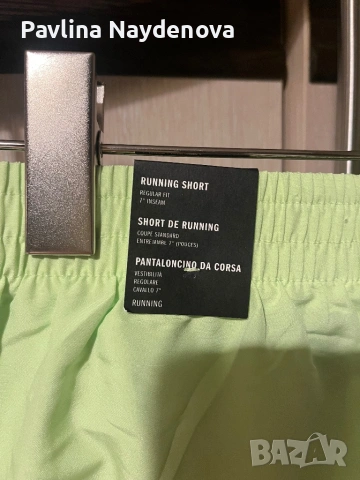 Pavlina Naydenova
RUNNING SHORT
REGULAR FIT
7" INSEAM
SHORT DE RUNNING
COUPE STANDARD
ENTREJAMBE 7" (POUCES)
PANTALONCINO DA CORSA
VESTIBILITÀ
REGOLARE
CAVALLO 7"
RUNNING
BAZAR